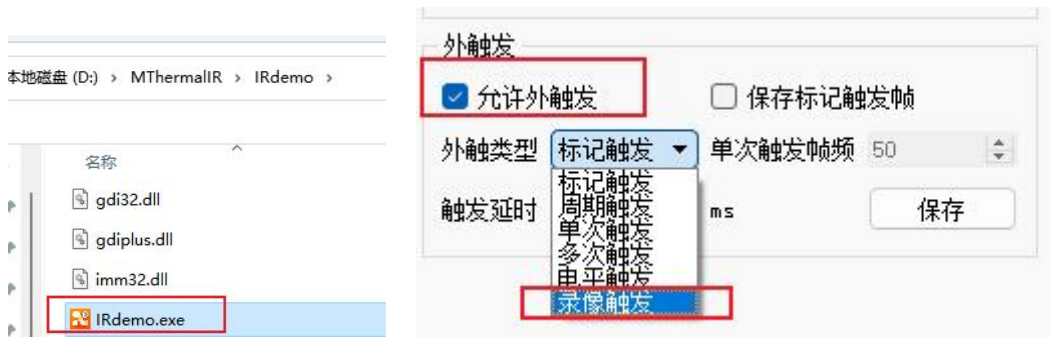 本地磁盘 (D:) › MThermalIR › IRdemo ›
名称
gdi32.dll
gdiplus.dll
imm32.dll
IRdemo.exe
外触发
允许外触发 保存标记触发帧
外触类型 标记触发 单次触发帧频 50
标记触发
周期触发
单次触发
多次触发
电平触发
录像触发
触发延时 ms 保存